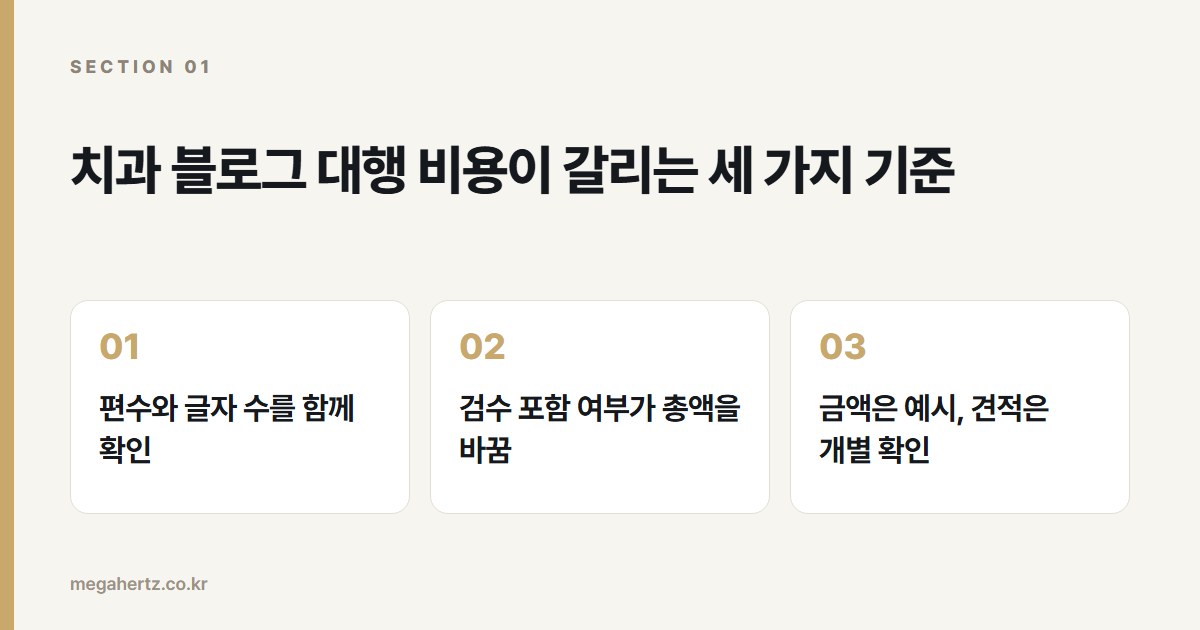 SECTION 01
치과 블로그 대행 비용이 갈리는 세 가지 기준
01
편수와 글자 수를 함께
확인
02
검수 포함 여부가 총액을
바꿈
03
금액은 예시, 견적은
개별 확인
megahertz.co.kr